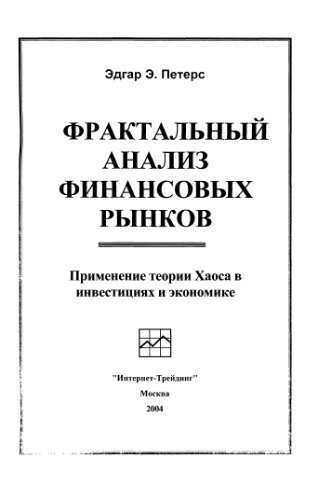 Эдгар Э. Петерс
ФРАКТАЛЬНЫЙ
АНАЛИЗ
ФИНАНСОВЫХ
РЫНКОВ
Применение теории Хаоса в
инвестициях и экономике
"Интернет-Трейдинг"
Москва
2004